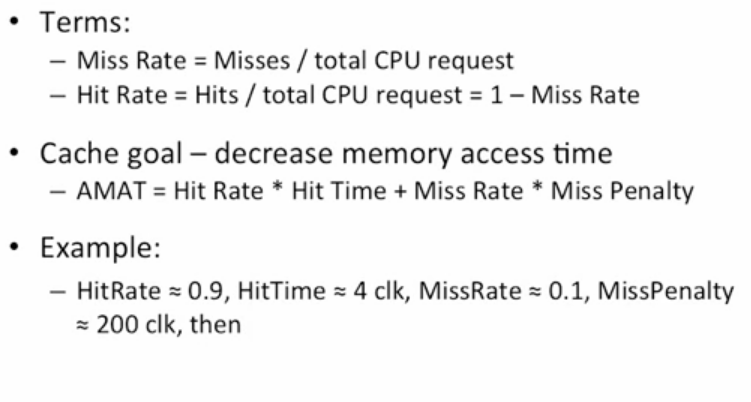 • Terms:
– Miss Rate = Misses / total CPU request
– Hit Rate = Hits / total CPU request = 1 – Miss Rate
• Cache goal – decrease memory access time
– AMAT = Hit Rate * Hit Time + Miss Rate * Miss Penalty
• Example:
– HitRate ≈ 0.9, HitTime ≈ 4 clk, MissRate ≈ 0.1, MissPenalty
≈ 200 clk, then